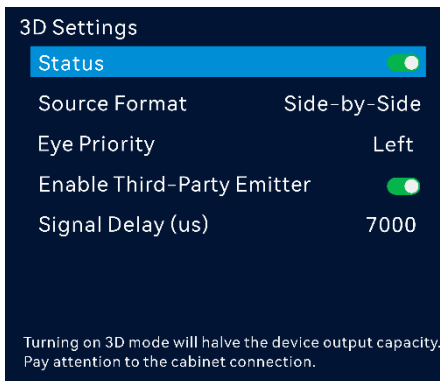 3D Settings
Status
Source Format Side-by-Side
Eye Priority Left
Enable Third-Party Emitter
Signal Delay (us) 7000
Turning on 3D mode will halve the device output capacity.
Pay attention to the cabinet connection.